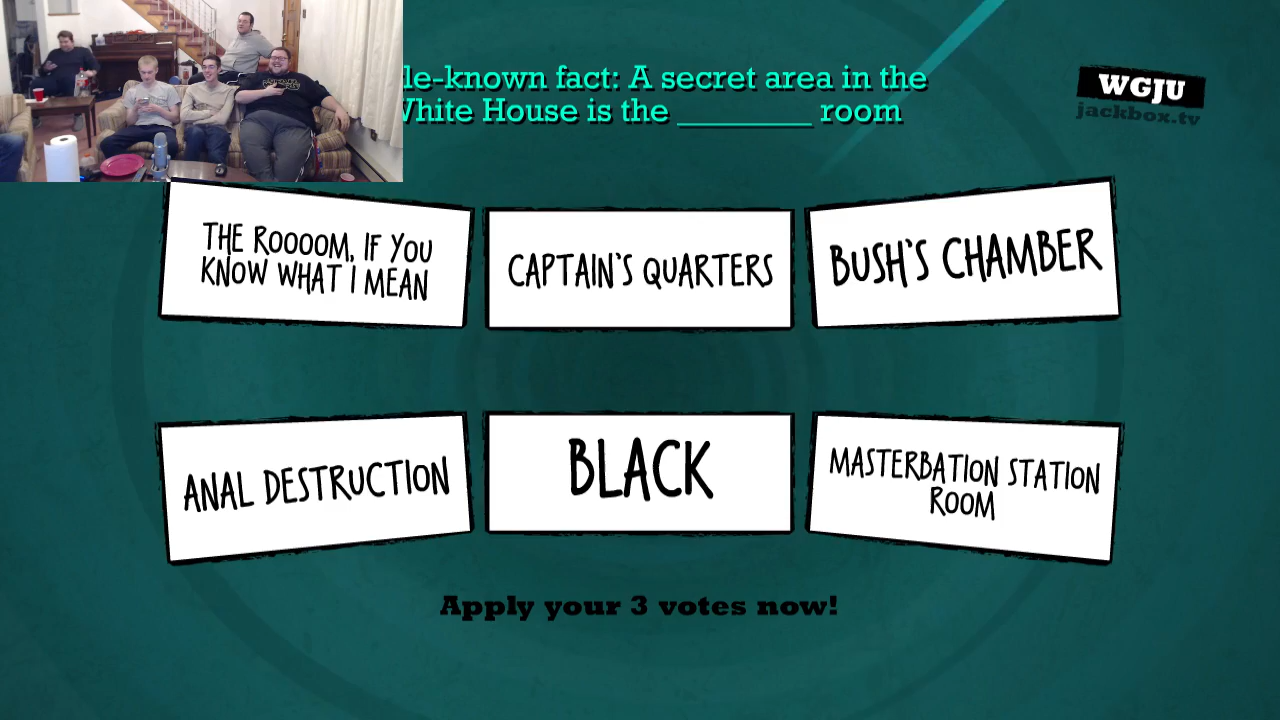 le-known fact: A secret area in the
White House is the ________ room
WGJU
jackbox.tv
THE ROOOOM, IF YOU
KNOW WHAT I MEAN
CAPTAIN'S QUARTERS
BUSH'S CHAMBER
ANAL DESTRUCTION
BLACK
MASTERBATION STATION
ROOM
Apply your 3 votes now!